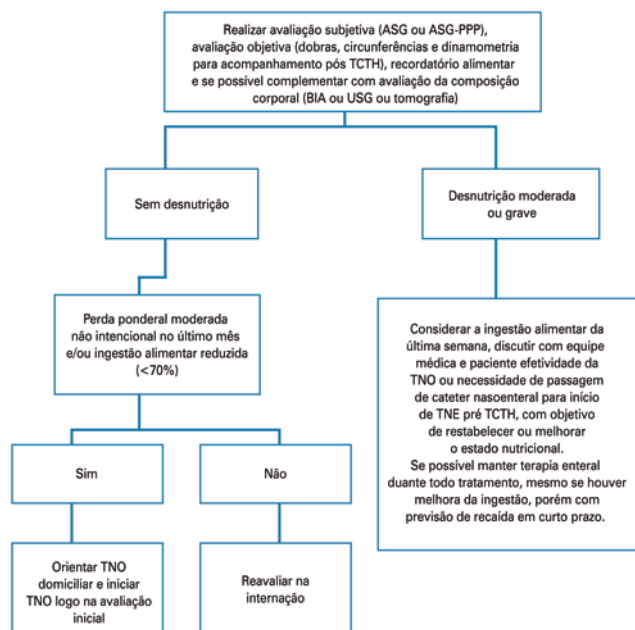 Realizar avaliação subjetiva (ASG ou ASG-PPP),
avaliação objetiva (dobras, circunferências e dinamometria
para acompanhamento pós TCTH), recordatório alimentar
e se possível complementar com avaliação da composição
corporal (BIA ou USG ou tomografia)
Sem desnutrição
Desnutrição moderada
ou grave
Perda ponderal moderada
não intencional no último mês
e/ou ingestão alimentar reduzida
(<70%)
Considerar a ingestão alimentar da
última semana, discutir com equipe
médica e paciente efetividade da
TNO ou necessidade de passagem
de cateter nasoenteral para início
de TNE pré TCTH, com objetivo
de restabelecer ou melhorar
o estado nutricional.
Se possível manter terapia enteral
duante todo tratamento, mesmo se houver
melhora da ingestão, porém com
previsão de recaída em curto prazo.
Sim
Não
Orientar TNO
domiciliar e iniciar
TNO logo na avaliação
inicial
Reavaliar na
internação